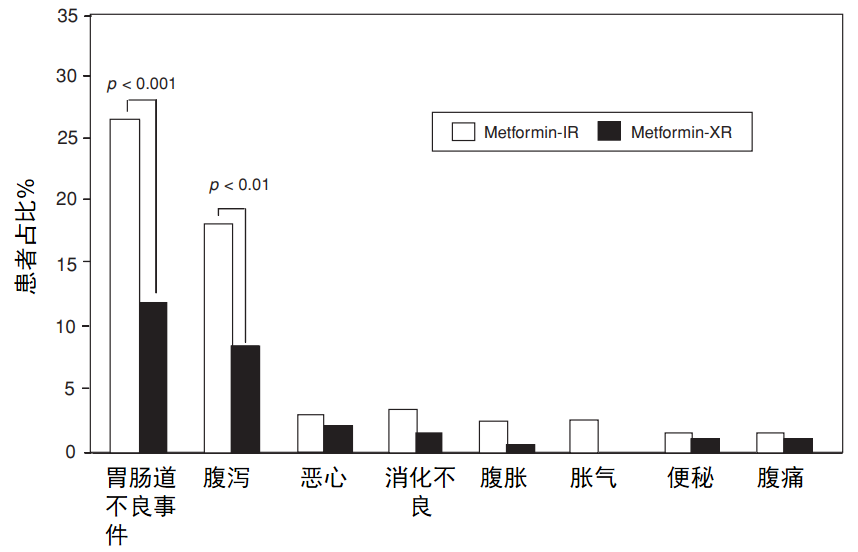 35
30
25
20
15
10
5
0
患者占比%
p < 0.001
p < 0.01
Metformin-IR
Metformin-XR
胃肠道
不良事
件
腹泻
恶心
消化不
良
腹胀
胀气
便秘
腹痛